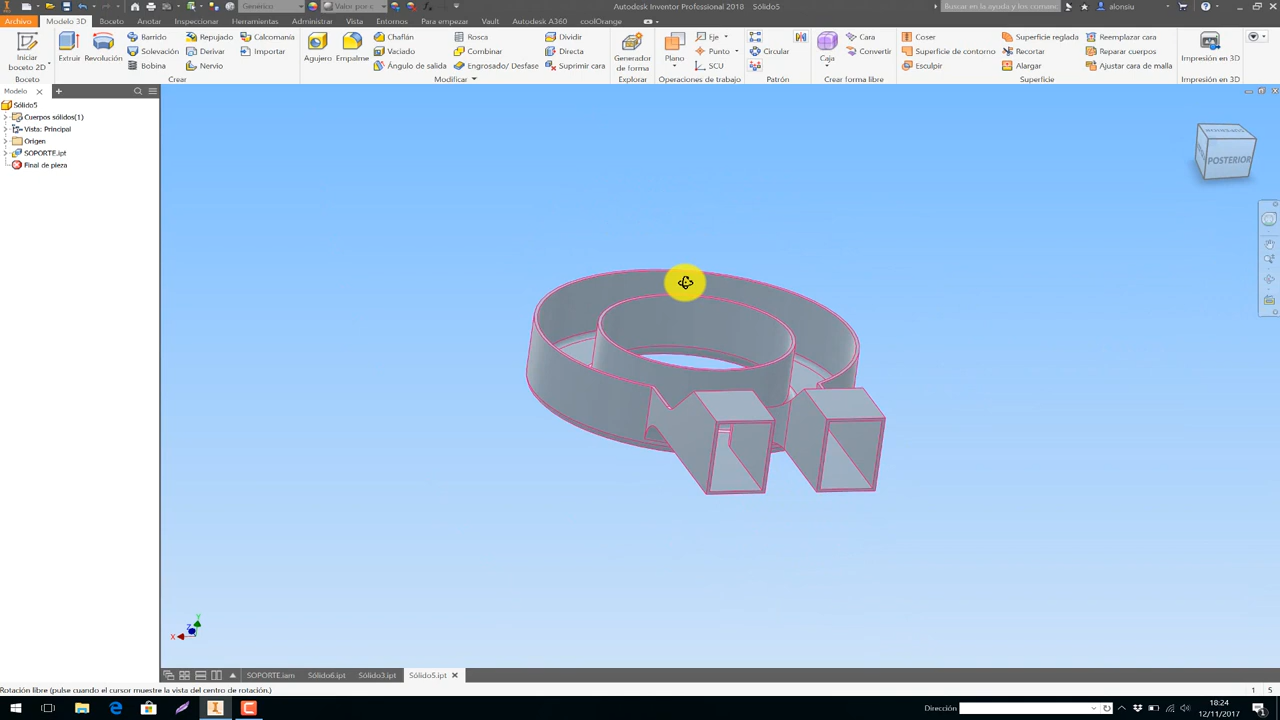 Genérico Valor por c Autodesk Inventor Professional 2018 Sólido5 Buscar en la ayuda y los coman alonsiu
Archivo Modelo 3D Boceto Anotar Inspeccionar Herramientas Administrar Vista Entornos Para empezar Vault Autodesk A360 coolOrange
Barrido Repujado Calcomanía Chaflán Rosca Dividir Eje Coser Superficie reglada Reemplazar cara
Cara
Iniciar boceto 2D Extruir Revolución Solevación Derivar Importar Agujero Empalme Vaciado Combinar Directa Generador de forma Plano Punto Circular Caja Convertir Superficie de contorno Recortar Reparar cuerpos Impresión en 3D
Bobina Nervio Ángulo de salida Engrosado/ Desfase Suprimir cara SCU Esculpir Alargar Ajustar cara de malla
Boceto Crear Modificar Explorar Operaciones de trabajo Patrón Crear forma libre Superficie Impresión en 3D
Modelo
Sólido5
Cuerpos sólidos(1)
Vista: Principal
Origen
SOPORTE.ipt
Final de pieza
POSTERIOR
X Y Z
SOPORTE.iam Sólido6.ipt Sólido3.ipt Sólido5.ipt
Rotación libre (pulse cuando el cursor muestre la vista del centro de rotación.) 1 5
Dirección 18:24
12/11/2017